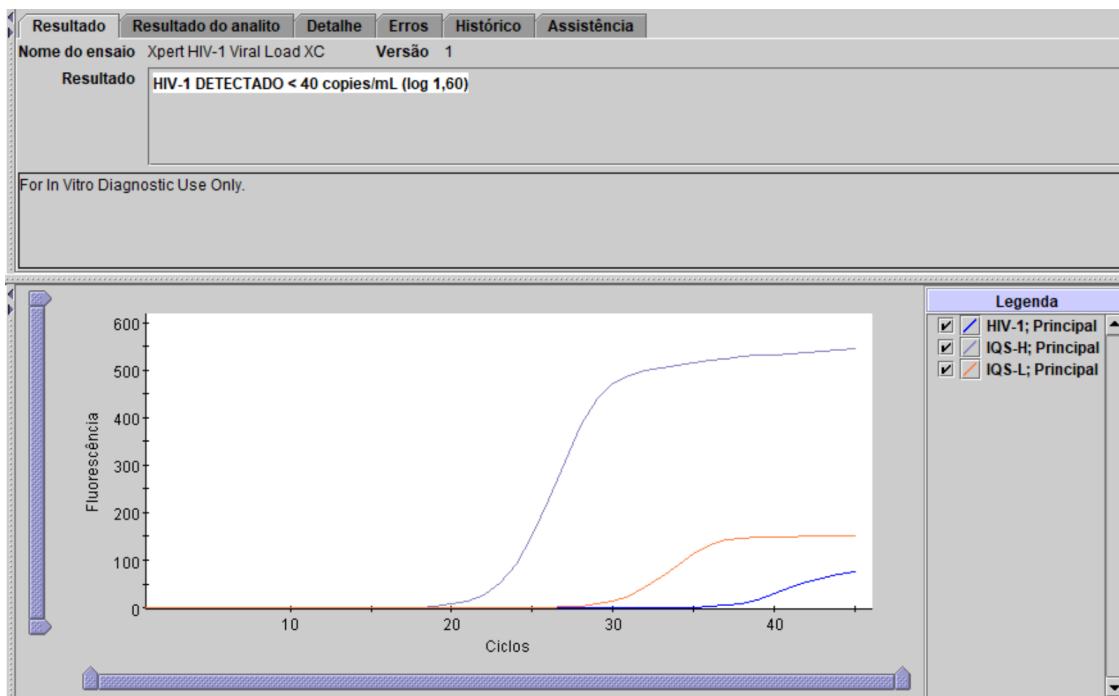 Resultado Resultado do analito Detalhe Erros Histórico Assistência
Nome do ensaio Xpert HIV-1 Viral Load XC Versão 1
Resultado HIV-1 DETECTADO < 40 copies/mL (log 1,60)
For In Vitro Diagnostic Use Only.
Legenda
HIV-1; Principal
IQS-H; Principal
IQS-L; Principal
600
500
400
300
200
100
0
Fluorescência
10 20 30 40
Ciclos